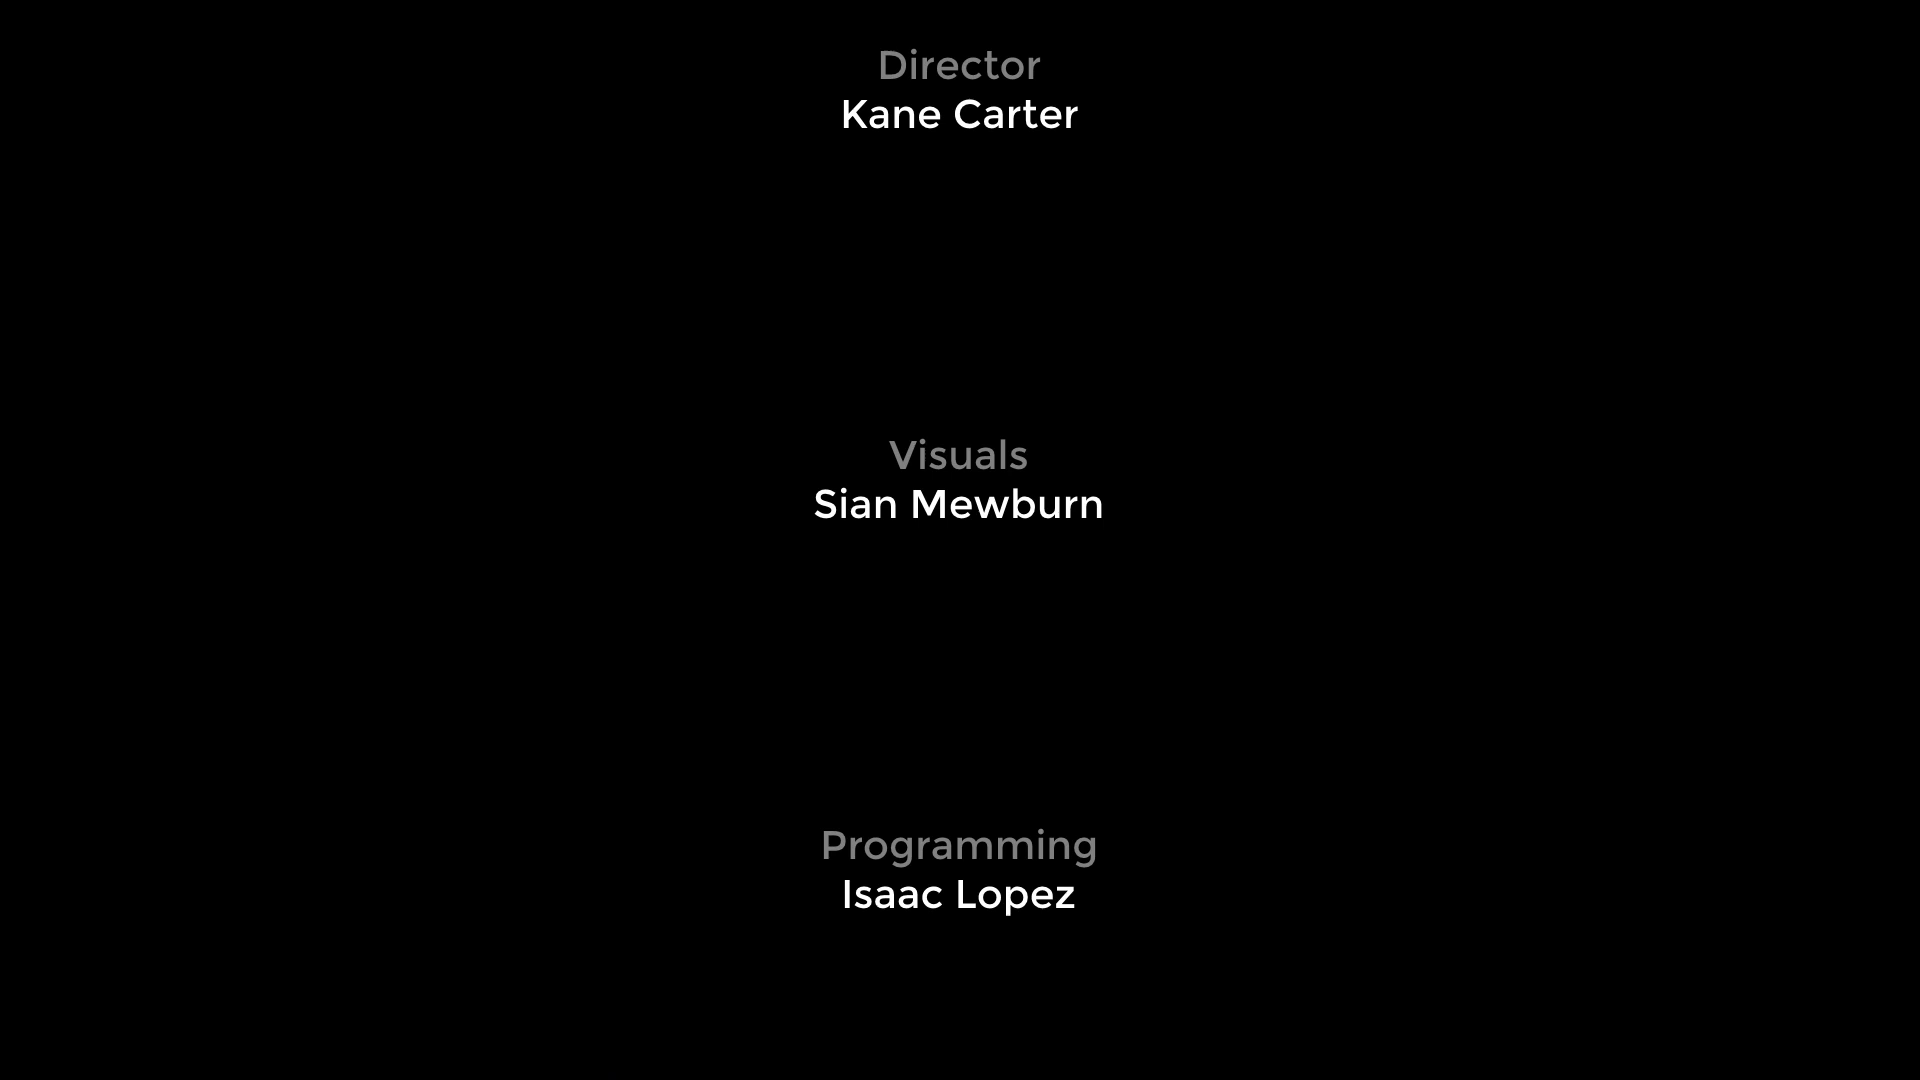 Director
Kane Carter
Visuals
Sian Mewburn
Programming
Isaac Lopez